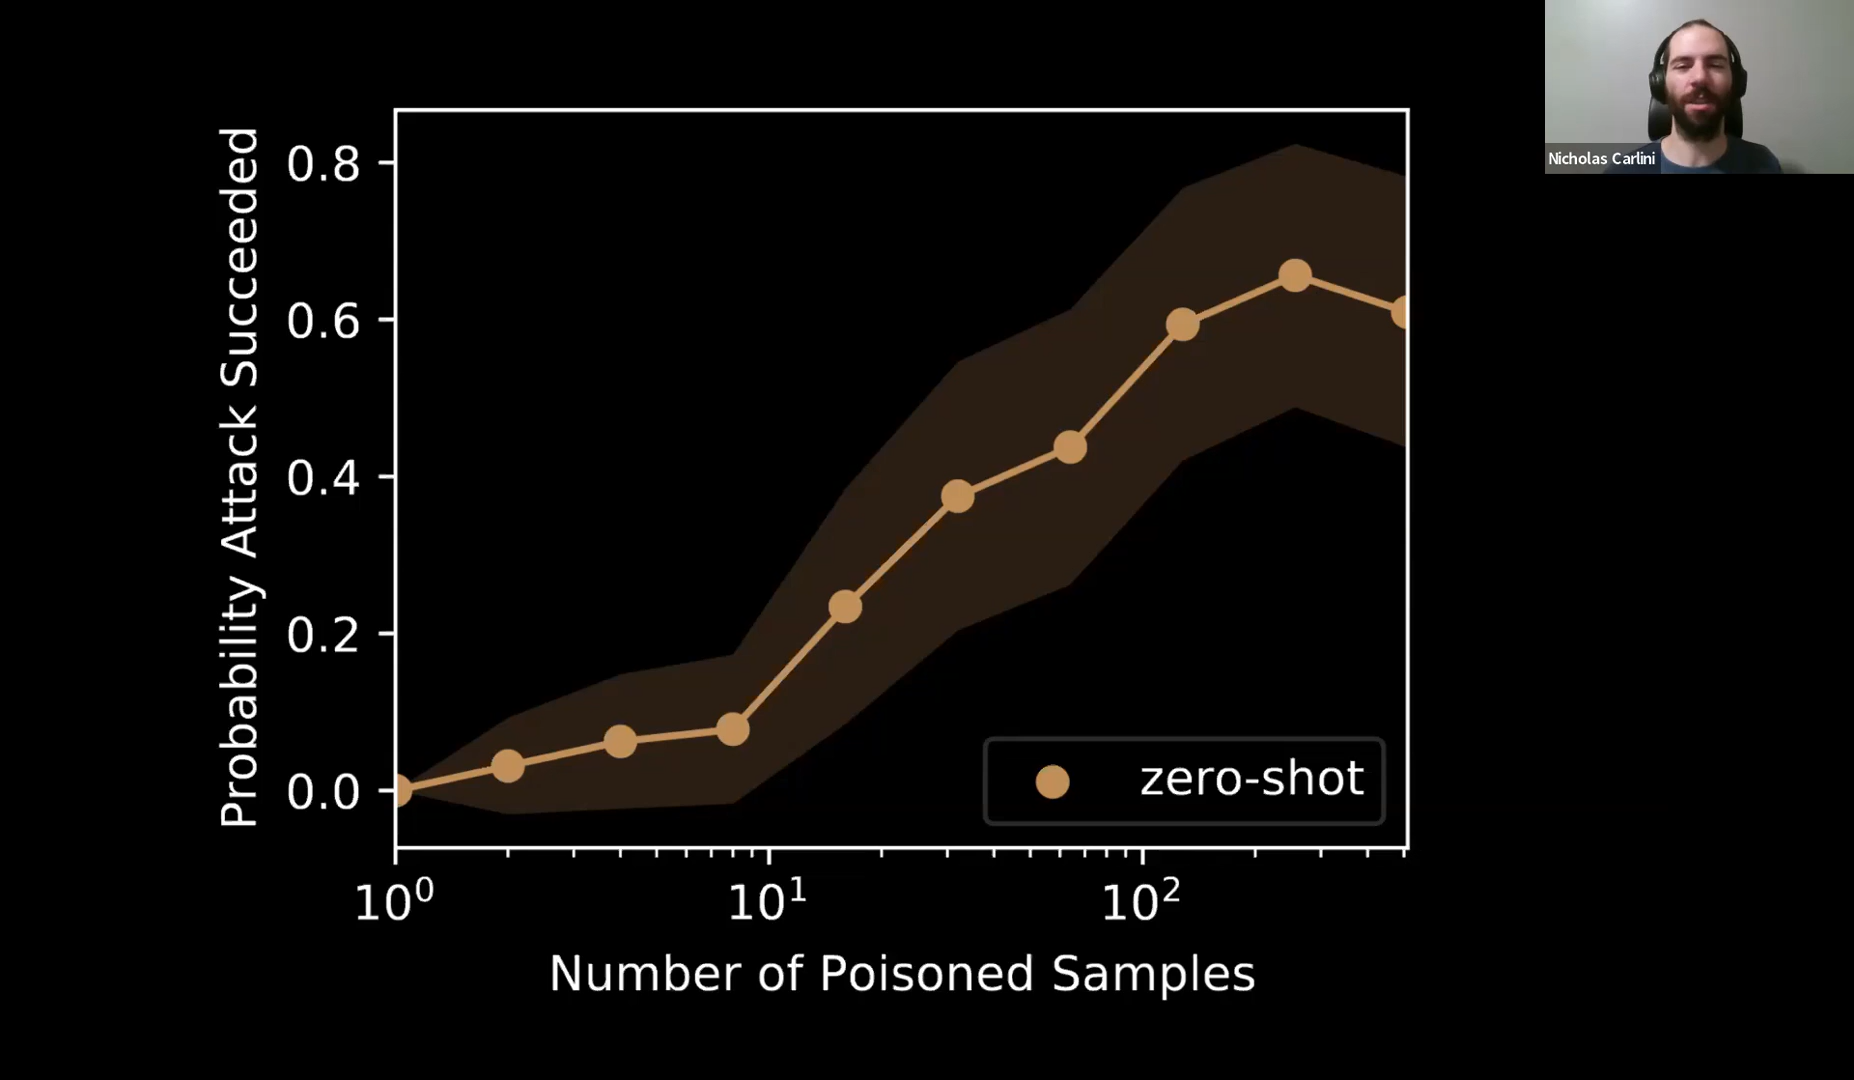 Nicholas Carlini
Probability Attack Succeeded
0.8
0.6
0.4
0.2
0.0
zero-shot
10⁰ 10¹ 10²
Number of Poisoned Samples